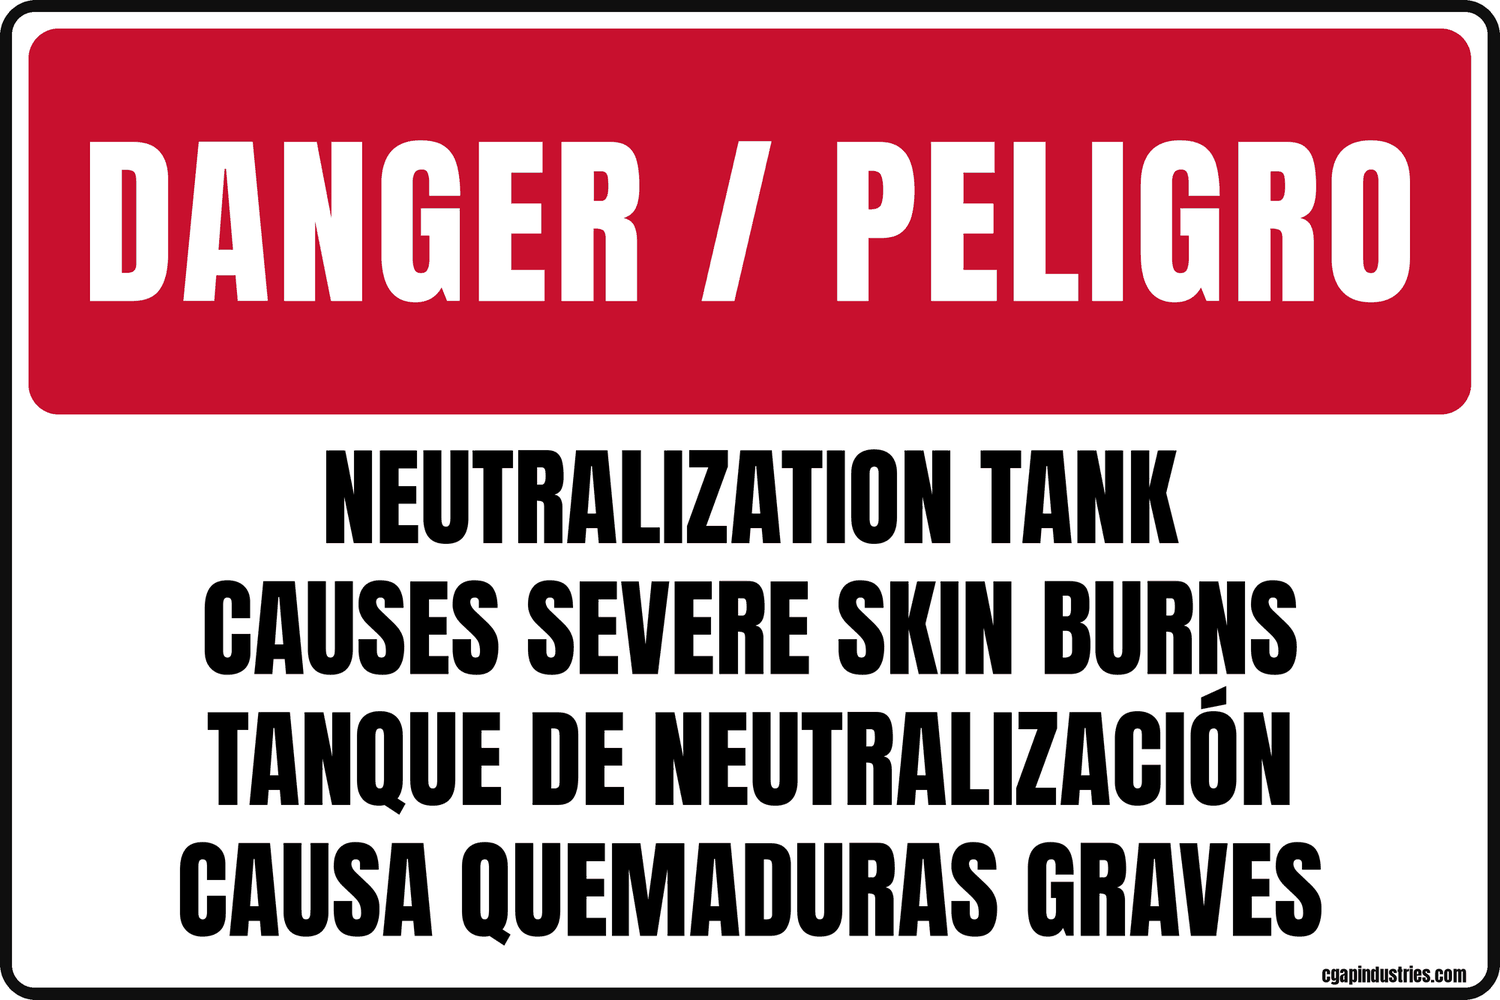 DANGER / PELIGRO
NEUTRALIZATION TANK
CAUSES SEVERE SKIN BURNS
TANQUE DE NEUTRALIZACIÓN
CAUSA QUEMADURAS GRAVES
cgapindustries.com